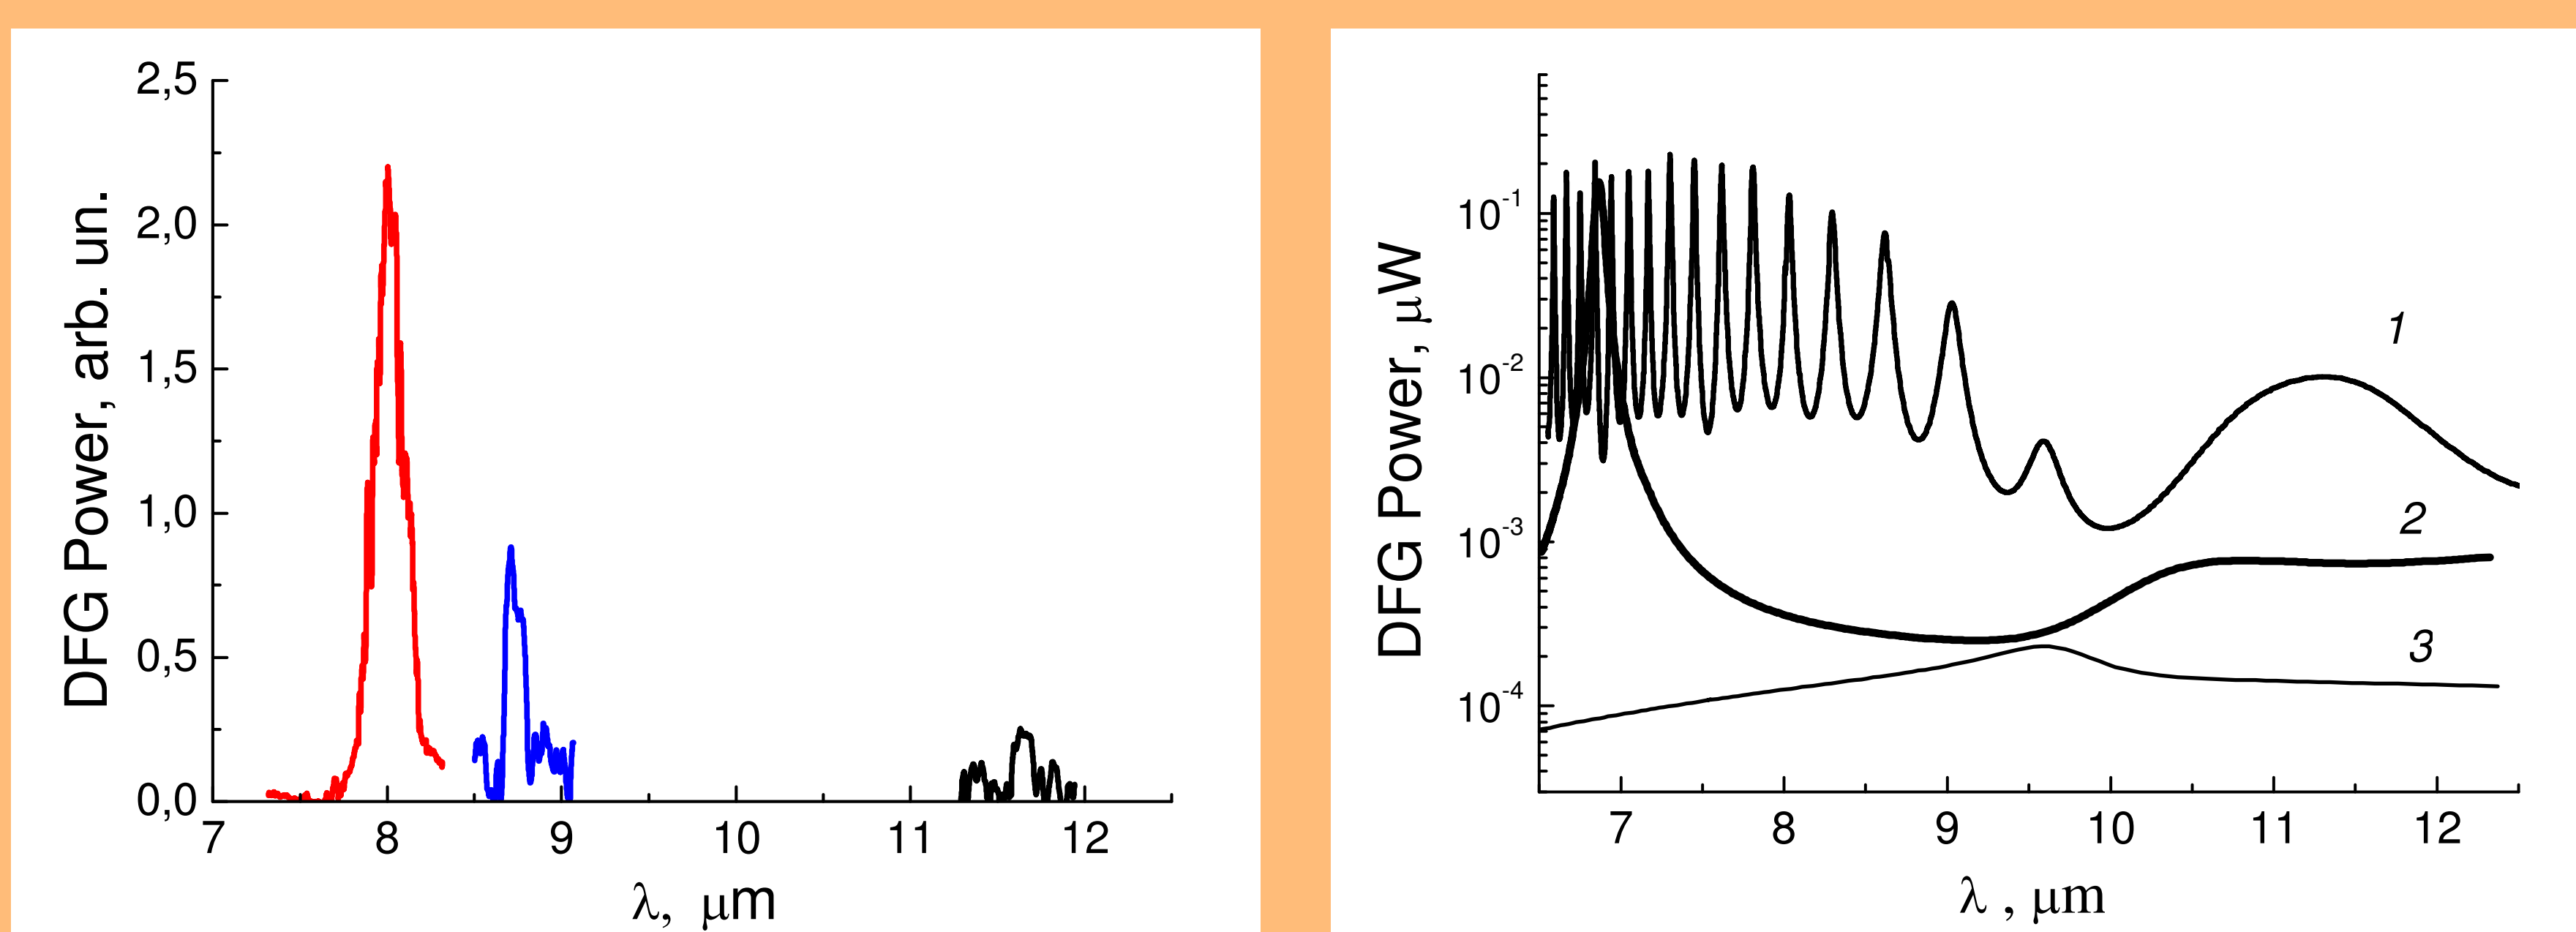 DFG Power, arb. un.
2,5
2,0
1,5
1,0
0,5
0,0
7 8 9 10 11 12
λ, μm
DFG Power, μW
10-1
10-2
10-3
10-4
1
2
3
7 8 9 10 11 12
λ , μm